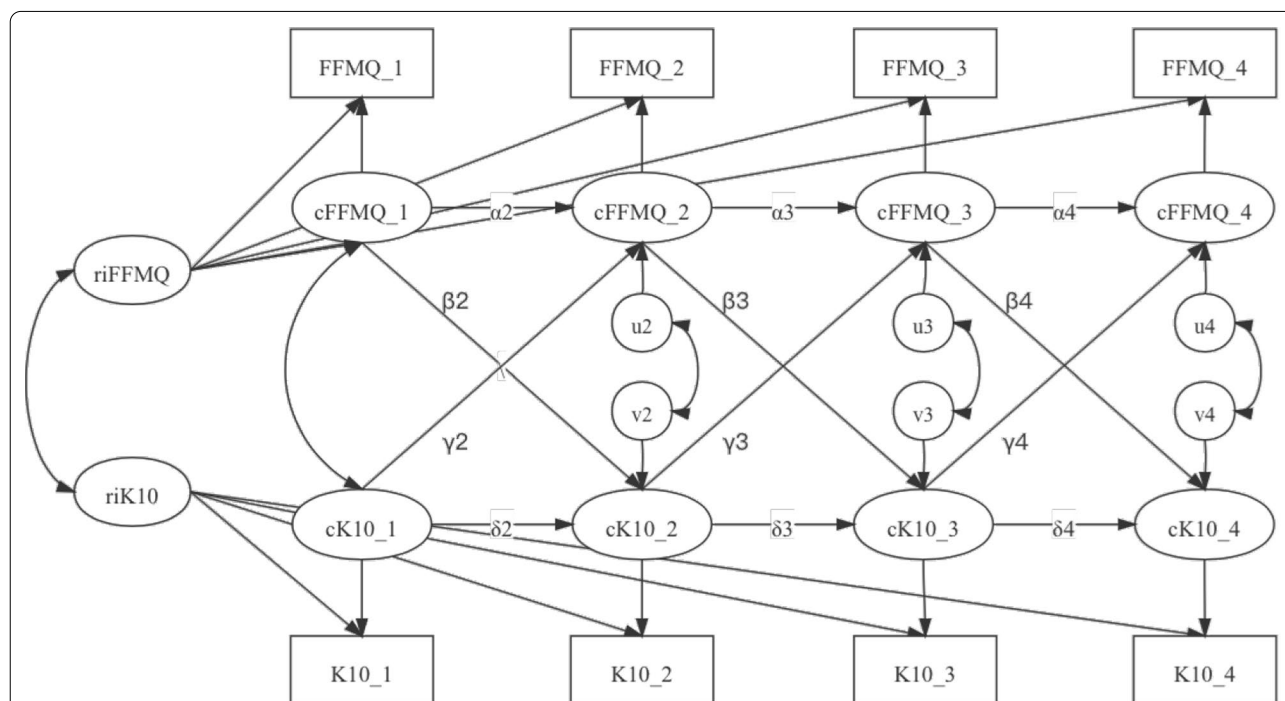 FFMQ_1 FFMQ_2 FFMQ_3 FFMQ_4
cFFMQ_1 α2 cFFMQ_2 α3 cFFMQ_3 α4 cFFMQ_4
riFFMQ
β2 β3 β4
u2 u3 u4
v2 v3 v4
γ2 γ3 γ4
riK10
cK10_1 δ2 cK10_2 δ3 cK10_3 δ4 cK10_4
K10_1 K10_2 K10_3 K10_4